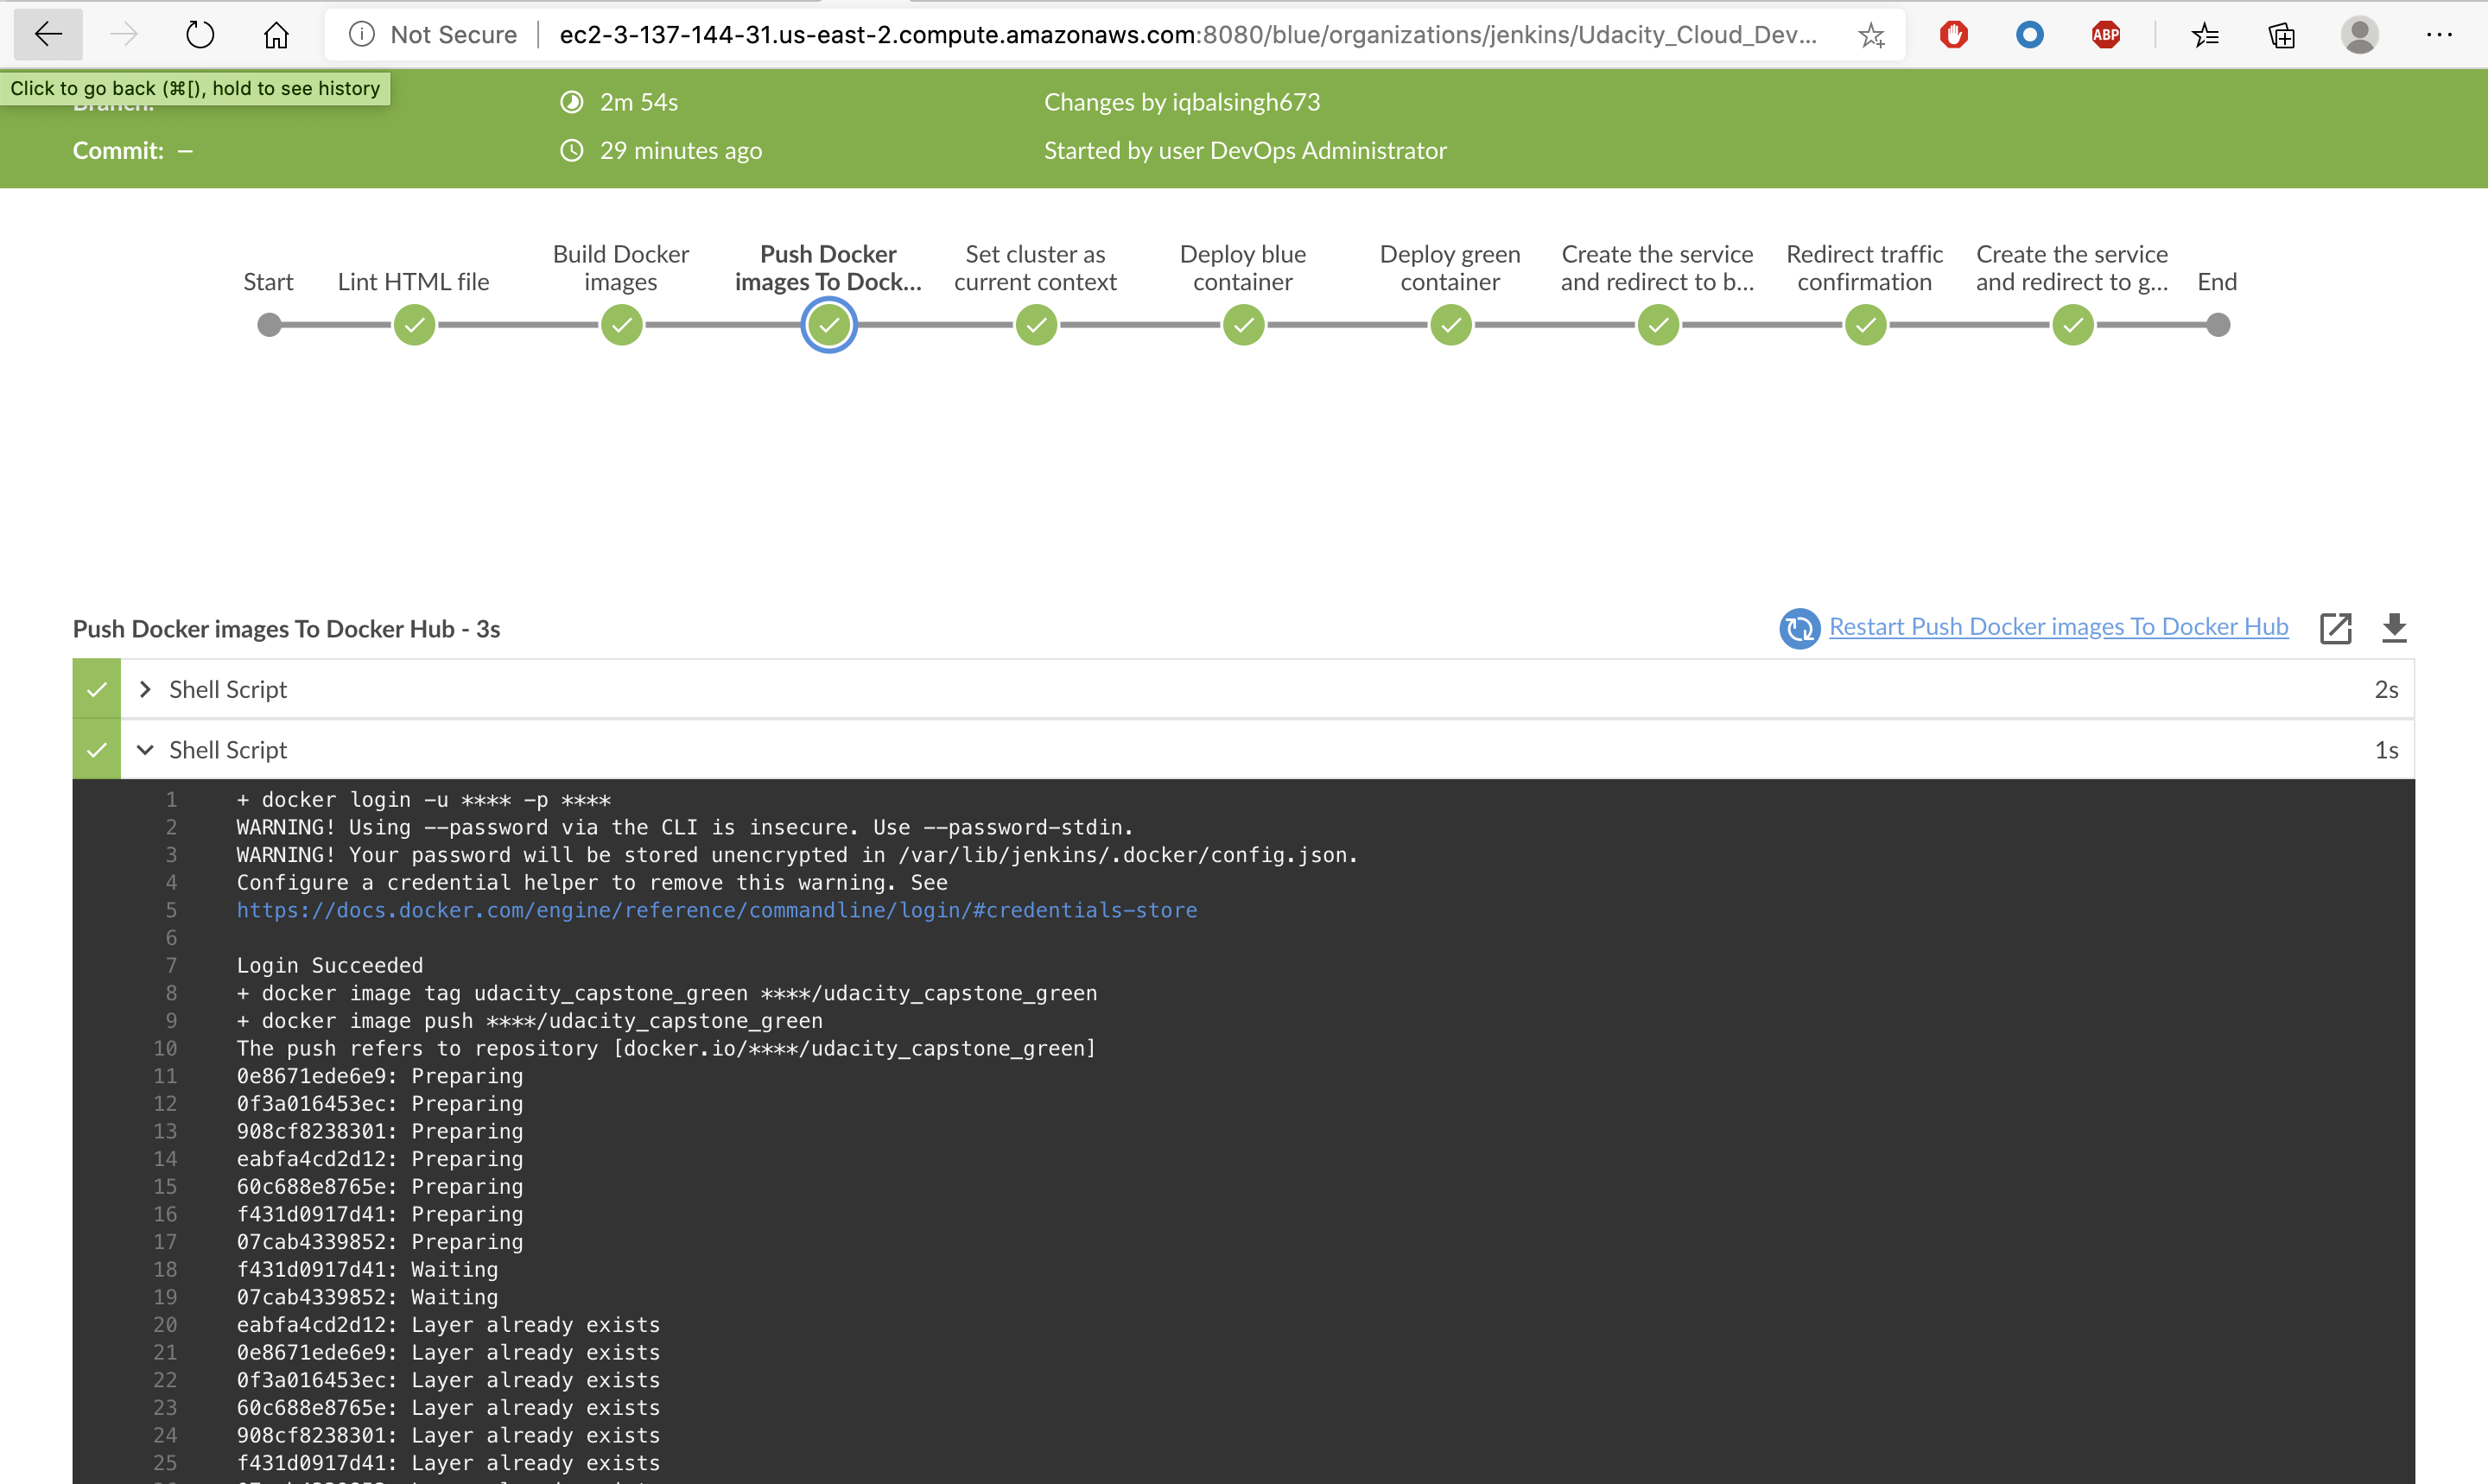 Not Secure | ec2-3-137-144-31.us-east-2.compute.amazonaws.com:8080/blue/organizations/jenkins/Udacity_Cloud_Dev...
ABP
Click to go back (⌘[), hold to see history
Branch:
2m 54s
Changes by iqbalsingh673
Commit: —
29 minutes ago
Started by user DevOps Administrator
Start
Lint HTML file
Build Docker
images
Push Docker
images To Dock...
Set cluster as
current context
Deploy blue
container
Deploy green
container
Create the service
and redirect to b...
Redirect traffic
confirmation
Create the service
and redirect to g...
End
Push Docker images To Docker Hub - 3s
Restart Push Docker images To Docker Hub
Shell Script 2s
Shell Script 1s
1 + docker login -u **** -p ****
2 WARNING! Using --password via the CLI is insecure. Use --password-stdin.
3 WARNING! Your password will be stored unencrypted in /var/lib/jenkins/.docker/config.json.
4 Configure a credential helper to remove this warning. See
5 https://docs.docker.com/engine/reference/commandline/login/#credentials-store
6
7 Login Succeeded
8 + docker image tag udacity_capstone_green ****/udacity_capstone_green
9 + docker image push ****/udacity_capstone_green
10 The push refers to repository [docker.io/****/udacity_capstone_green]
11 0e8671ede6e9: Preparing
12 0f3a016453ec: Preparing
13 908cf8238301: Preparing
14 eabfa4cd2d12: Preparing
15 60c688e8765e: Preparing
16 f431d0917d41: Preparing
17 07cab4339852: Preparing
18 f431d0917d41: Waiting
19 07cab4339852: Waiting
20 eabfa4cd2d12: Layer already exists
21 0e8671ede6e9: Layer already exists
22 0f3a016453ec: Layer already exists
23 60c688e8765e: Layer already exists
24 908cf8238301: Layer already exists
25 f431d0917d41: Layer already exists